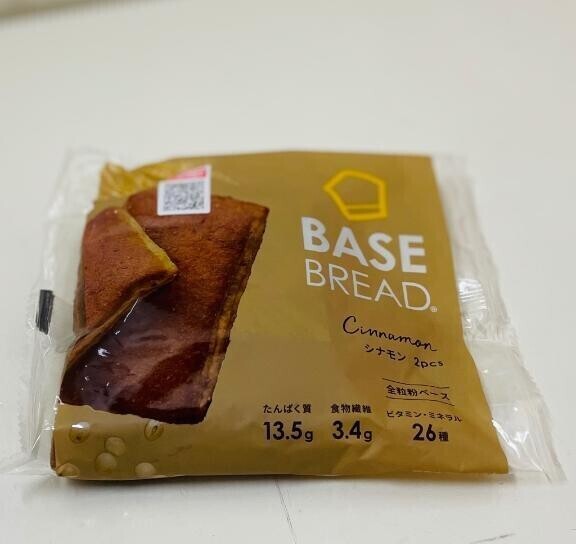 BASE
BREAD®
Cinnamon
シナモン 2pcs
全粒粉ベース
たんぱく質 食物繊維 ビタミン・ミネラル
13.5g 3.4g 26種